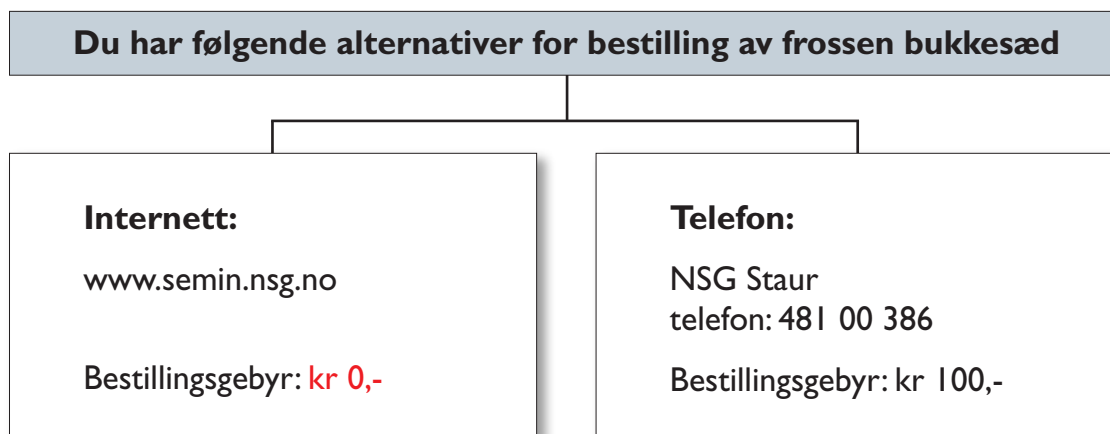 Du har følgende alternativer for bestilling av frossen bukkesæd
Internett:
www.semin.nsg.no
Bestillingsgebyr: kr 0,-
Telefon:
NSG Staur
telefon: 481 00 386
Bestillingsgebyr: kr 100,-